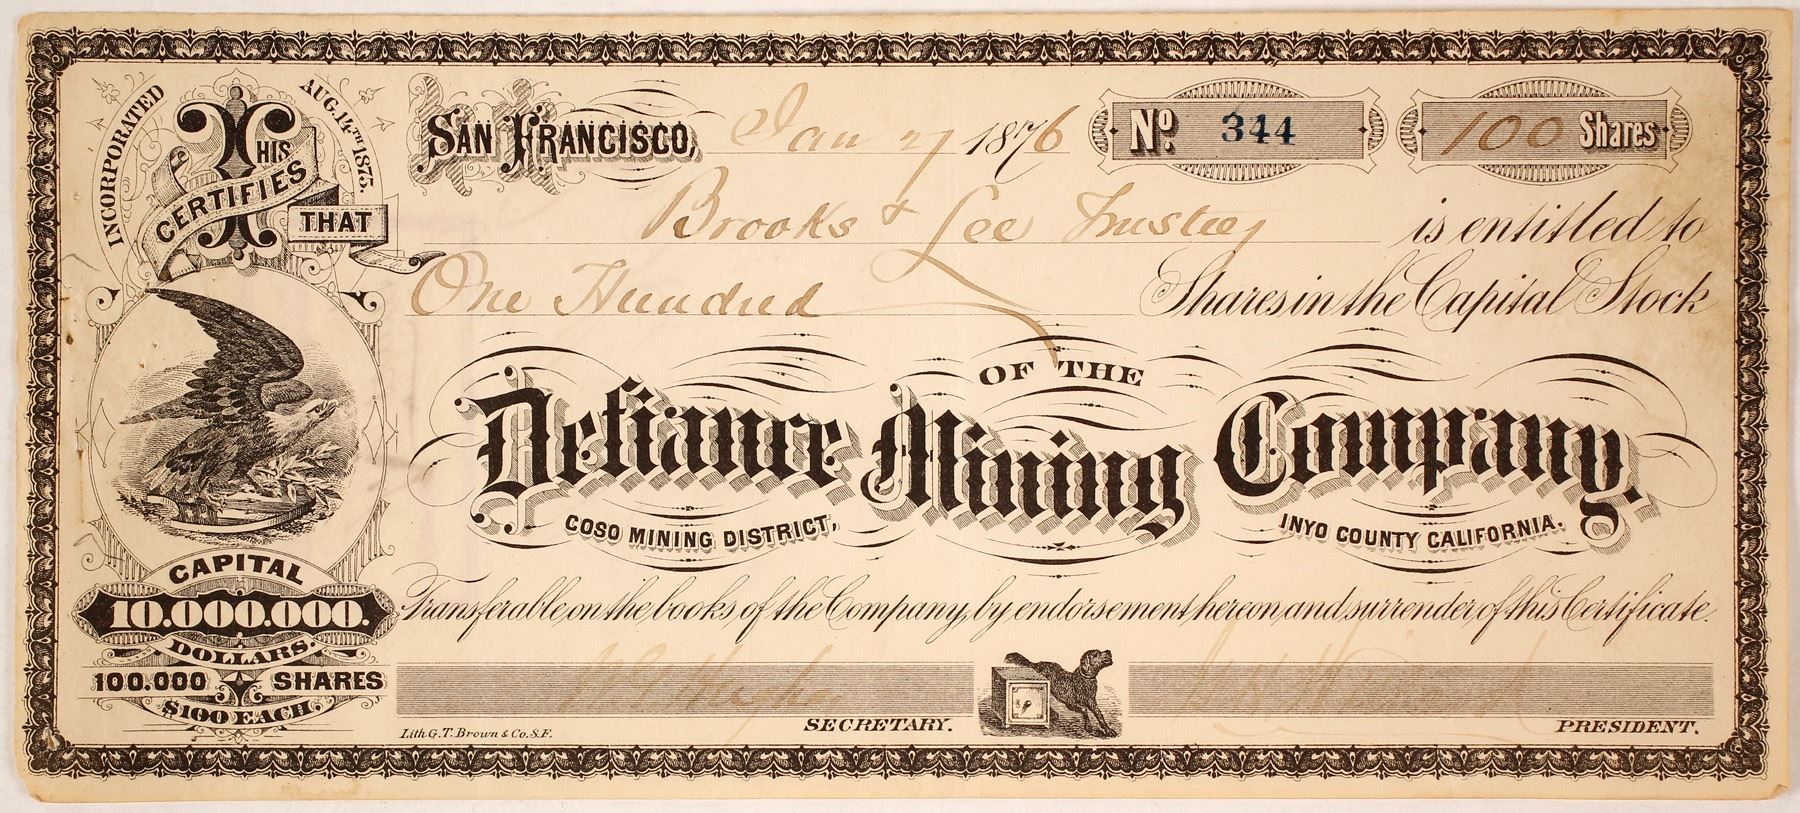 INCORPORATED AUG. 14TH 1875.
THIS
CERTIFIES
THAT
SAN FRANCISCO, Jan 27 1876
No. 344
100 Shares
Brooks & Lee Trustees is entitled to
One Hundred Shares in the Capital Stock
OF THE
Defiance Mining Company,
COSO MINING DISTRICT, INYO COUNTY CALIFORNIA.
Transferable on the books of the Company, by endorsement hereon and surrender of this Certificate.
CAPITAL
10.000.000.
DOLLARS.
100.000 SHARES
$100 EACH.
SECRETARY.
PRESIDENT.
Lith. G.T. Brown & Co. S.F.